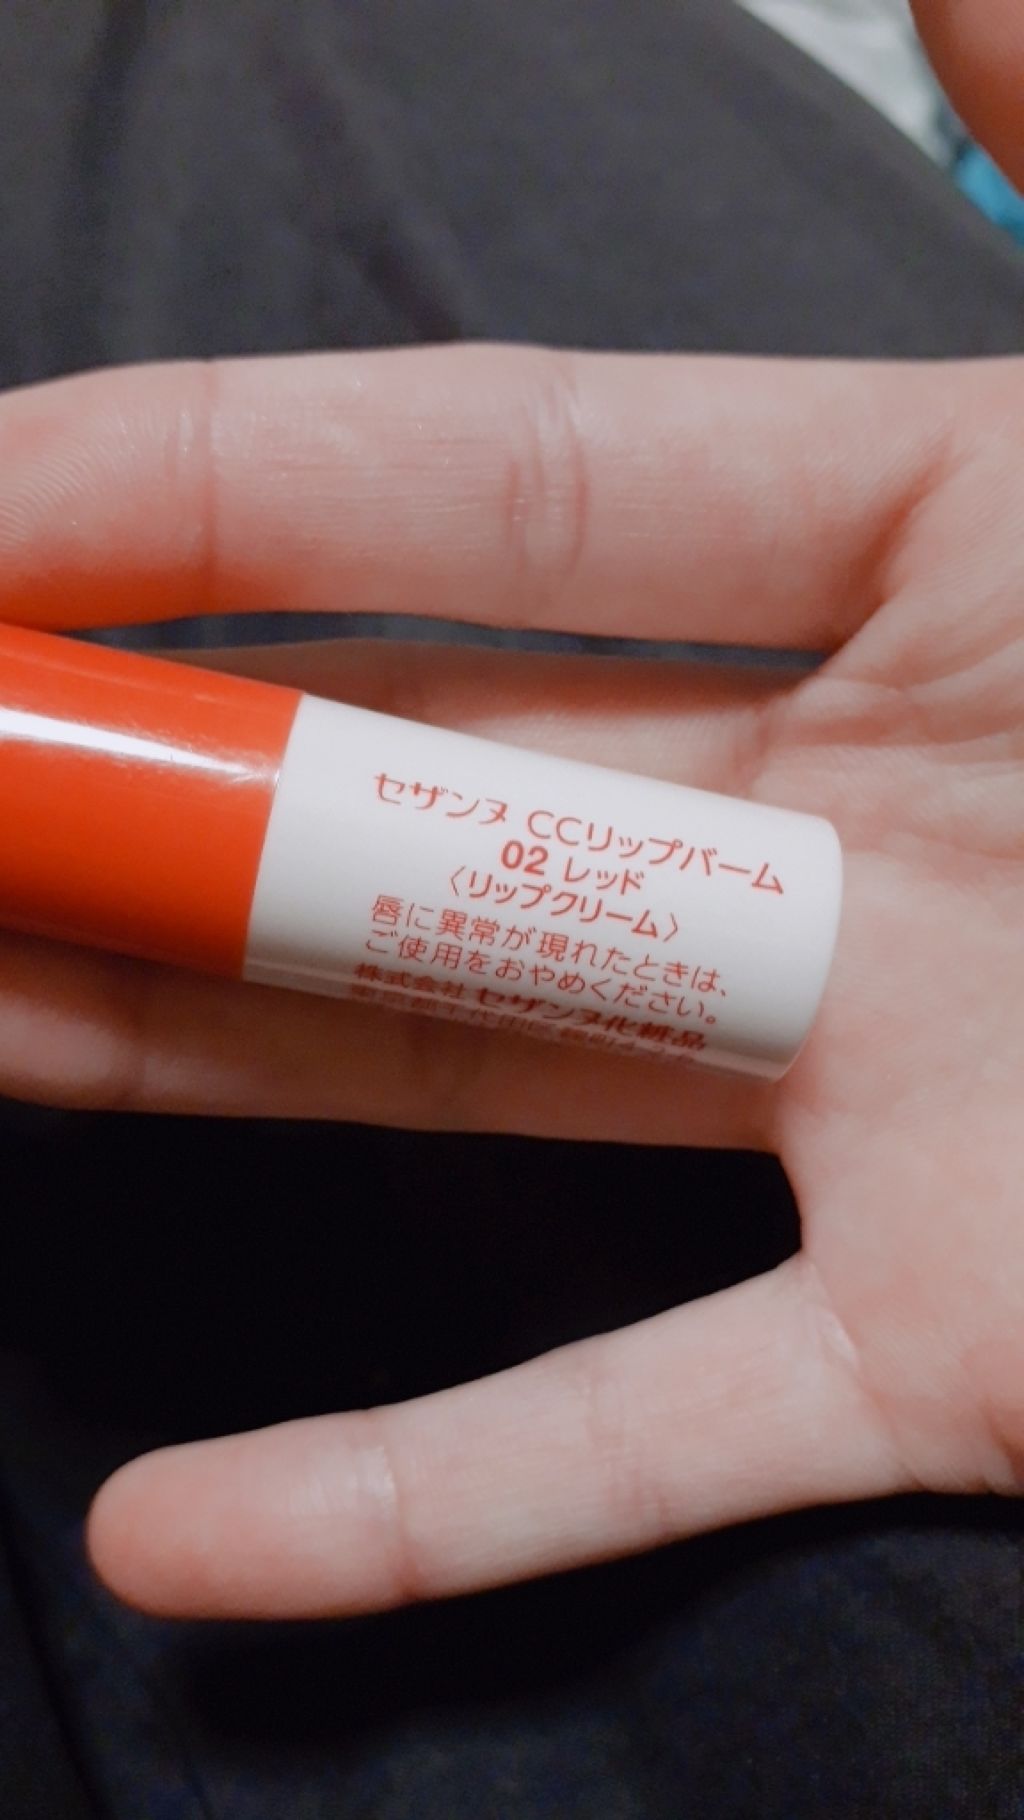 セザンヌ CCリップバーム
02 レッド
〈リップクリーム〉
唇に異常が現れたときは、
ご使用をおやめください。
株式会社 セザンヌ化粧品